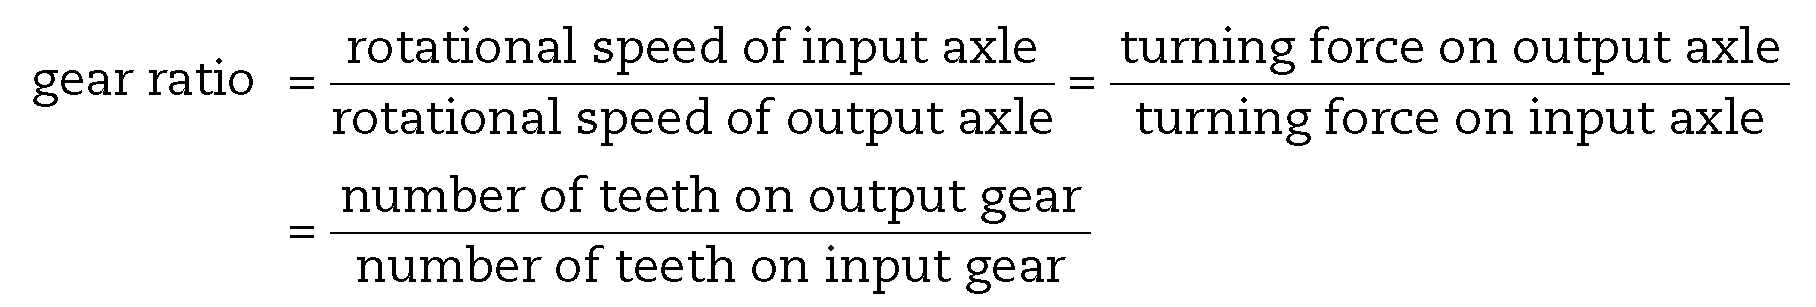 gear ratio = rotational speed of input axle / rotational speed of output axle = turning force on output axle / turning force on input axle
= number of teeth on output gear / number of teeth on input gear